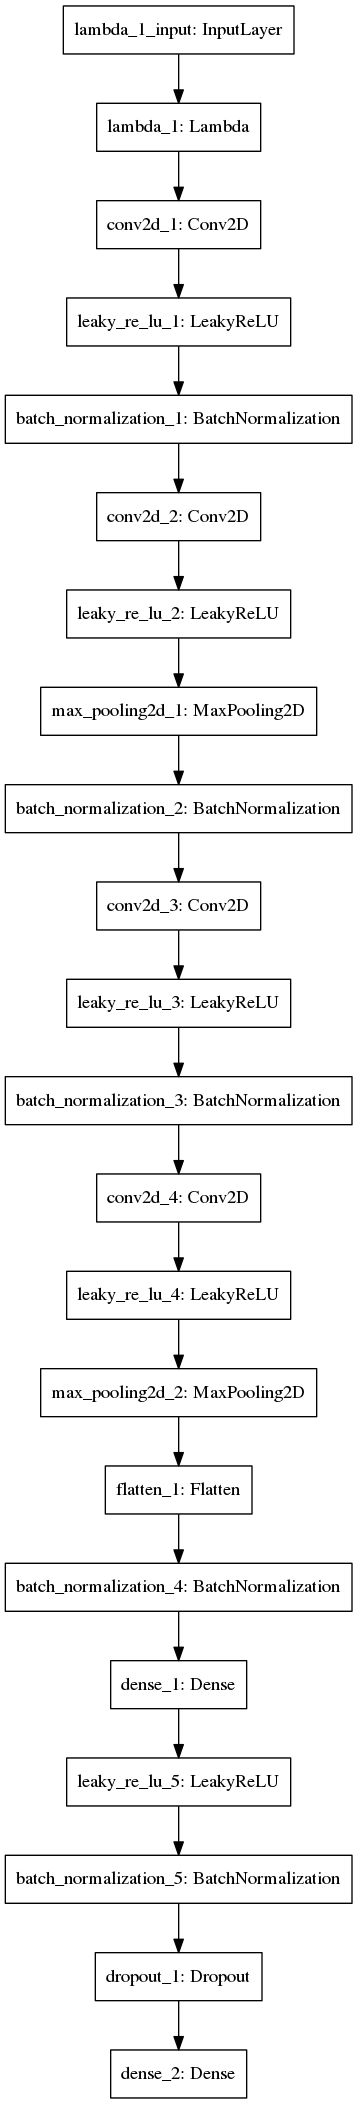 lambda_1_input: InputLayer
lambda_1: Lambda
conv2d_1: Conv2D
leaky_re_lu_1: LeakyReLU
batch_normalization_1: BatchNormalization
conv2d_2: Conv2D
leaky_re_lu_2: LeakyReLU
max_pooling2d_1: MaxPooling2D
batch_normalization_2: BatchNormalization
conv2d_3: Conv2D
leaky_re_lu_3: LeakyReLU
batch_normalization_3: BatchNormalization
conv2d_4: Conv2D
leaky_re_lu_4: LeakyReLU
max_pooling2d_2: MaxPooling2D
flatten_1: Flatten
batch_normalization_4: BatchNormalization
dense_1: Dense
leaky_re_lu_5: LeakyReLU
batch_normalization_5: BatchNormalization
dropout_1: Dropout
dense_2: Dense